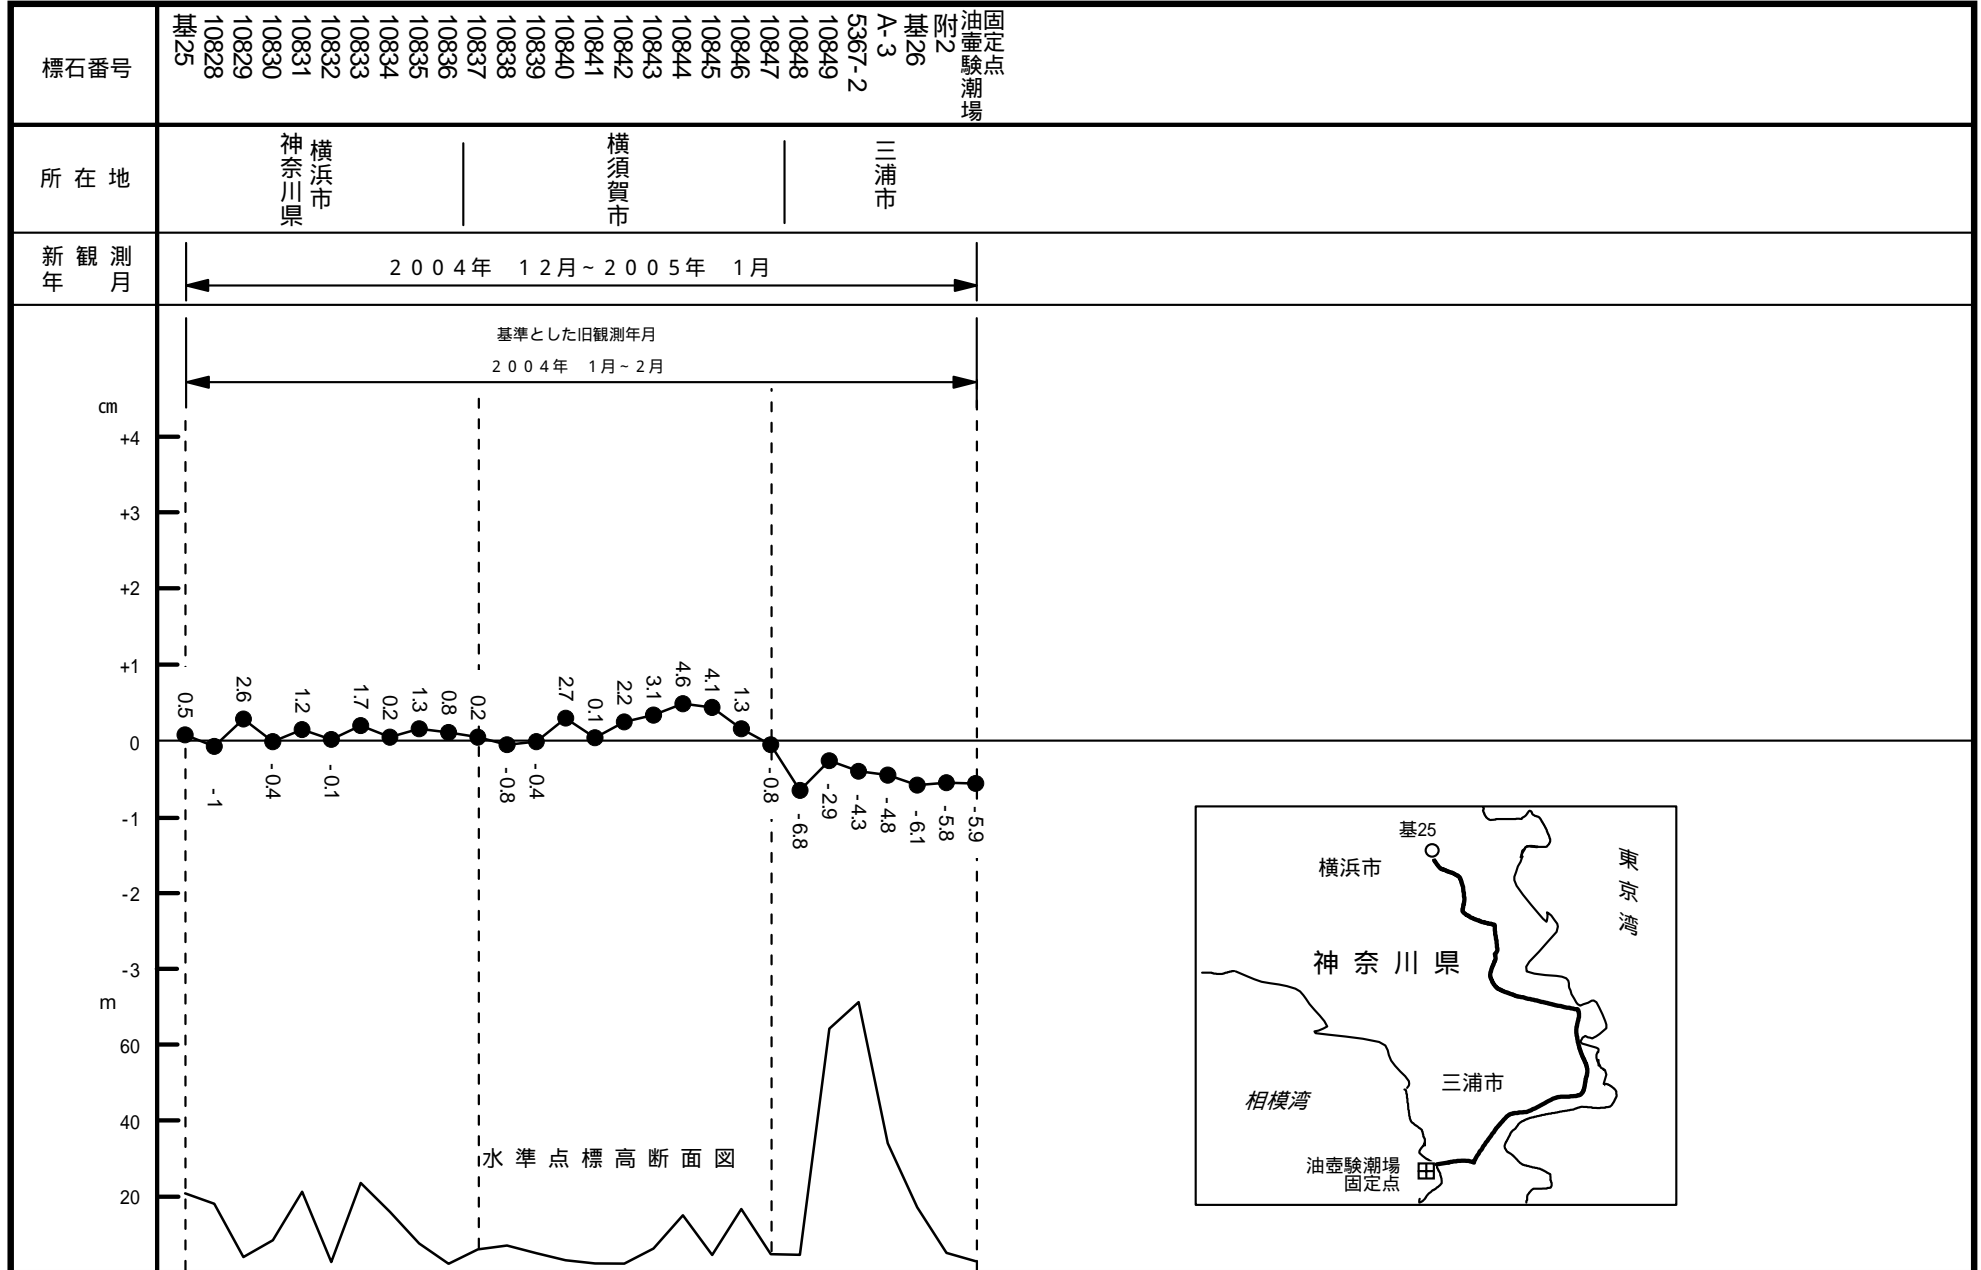 標石番号
基25
10828
10829
10830
10831
10832
10833
10834
10835
10836
10837
10838
10839
10840
10841
10842
10843
10844
10845
10846
10847
10848
10849
5367-2
A-3
基26
附2
固定点
油壷験潮場
所在地
神奈川県
横浜市
横須賀市
三浦市
新観測
年 月
2004年 12月~2005年 1月
基準とした旧観測年月
2004年 1月~2月
cm
+4
+3
+2
+1
0
-1
-2
-3
0.5
-1
2.6
-0.4
1.2
-0.1
1.7
0.2
1.3
0.8
0.2
-0.8
-0.4
2.7
0.1
2.2
3.1
4.6
4.1
1.3
-0.8
-6.8
-2.9
-4.3
-4.8
-6.1
-5.8
-5.9
m
60
40
20
水準点標高断面図
基25
横浜市
東京湾
神奈川県
三浦市
相模湾
油壺験潮場
固定点